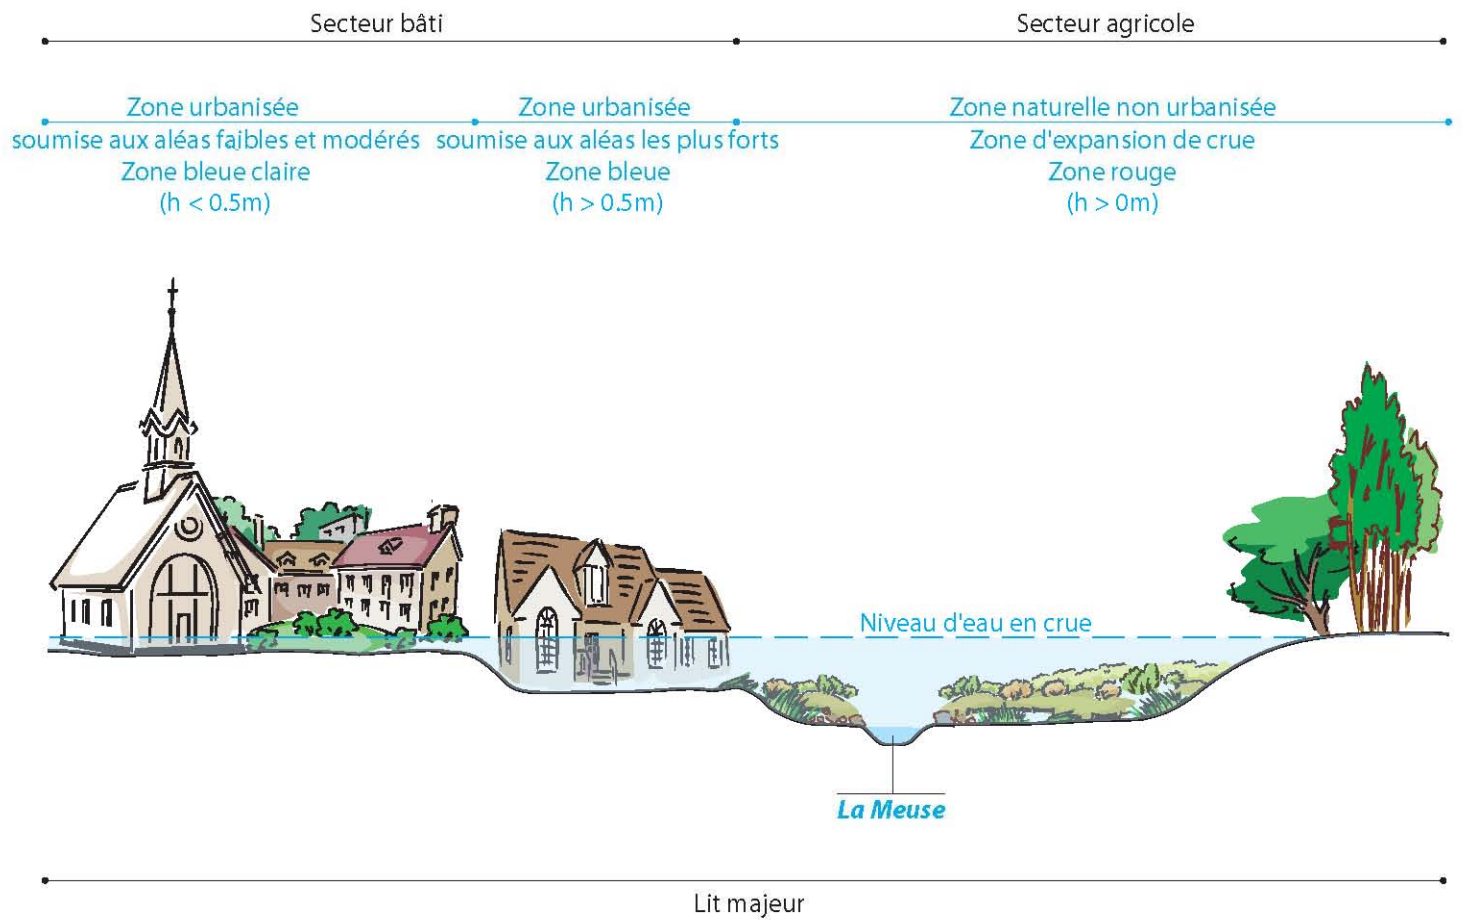 Secteur bâti
Secteur agricole
Zone urbanisée
soumise aux aléas faibles et modérés
Zone bleue claire
(h < 0.5m)
Zone urbanisée
soumise aux aléas les plus forts
Zone bleue
(h > 0.5m)
Zone naturelle non urbanisée
Zone d'expansion de crue
Zone rouge
(h > 0m)
Niveau d'eau en crue
La Meuse
Lit majeur